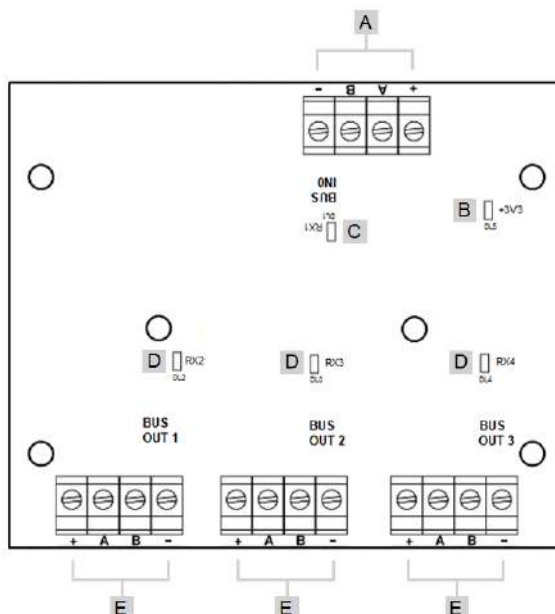 A
- B A +
BUS
IN0
DL1
RX1
C
B
+3V3
DL5
D
RX2
DL2
D
RX3
DL3
D
RX4
DL4
BUS
OUT 1
BUS
OUT 2
BUS
OUT 3
+ A B -
+ A B -
+ A B -
E
E
E